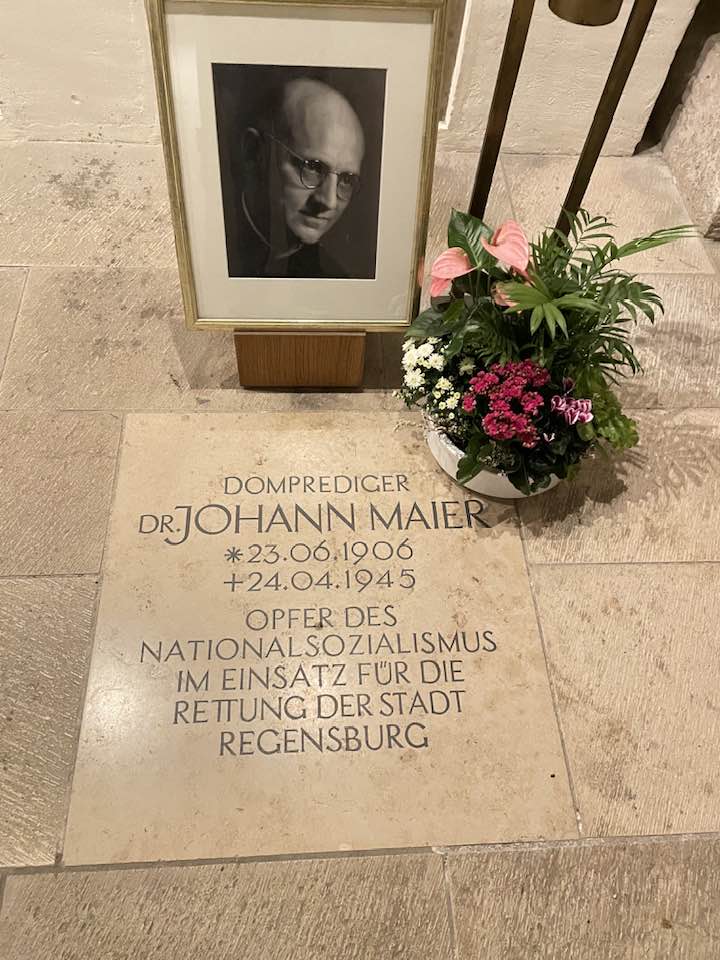 DOMPREDIGER
DR. JOHANN MAIER
*23.06.1906
+24.04.1945
OPFER DES
NATIONALSOZIALISMUS
IM EINSATZ FÜR DIE
RETTUNG DER STADT
REGENSBURG